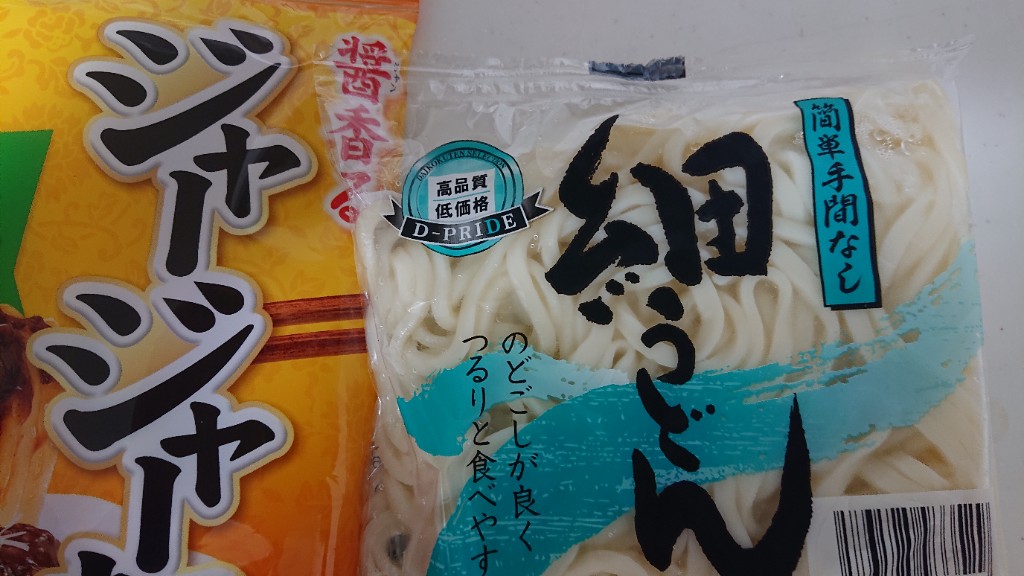 ジャージャー
醤香る
DAIKOKUTEN SELECTION
高品質
低価格
D-PRIDE
細うどん
簡単手間なし
のどごしが良く
つるりと食べやす